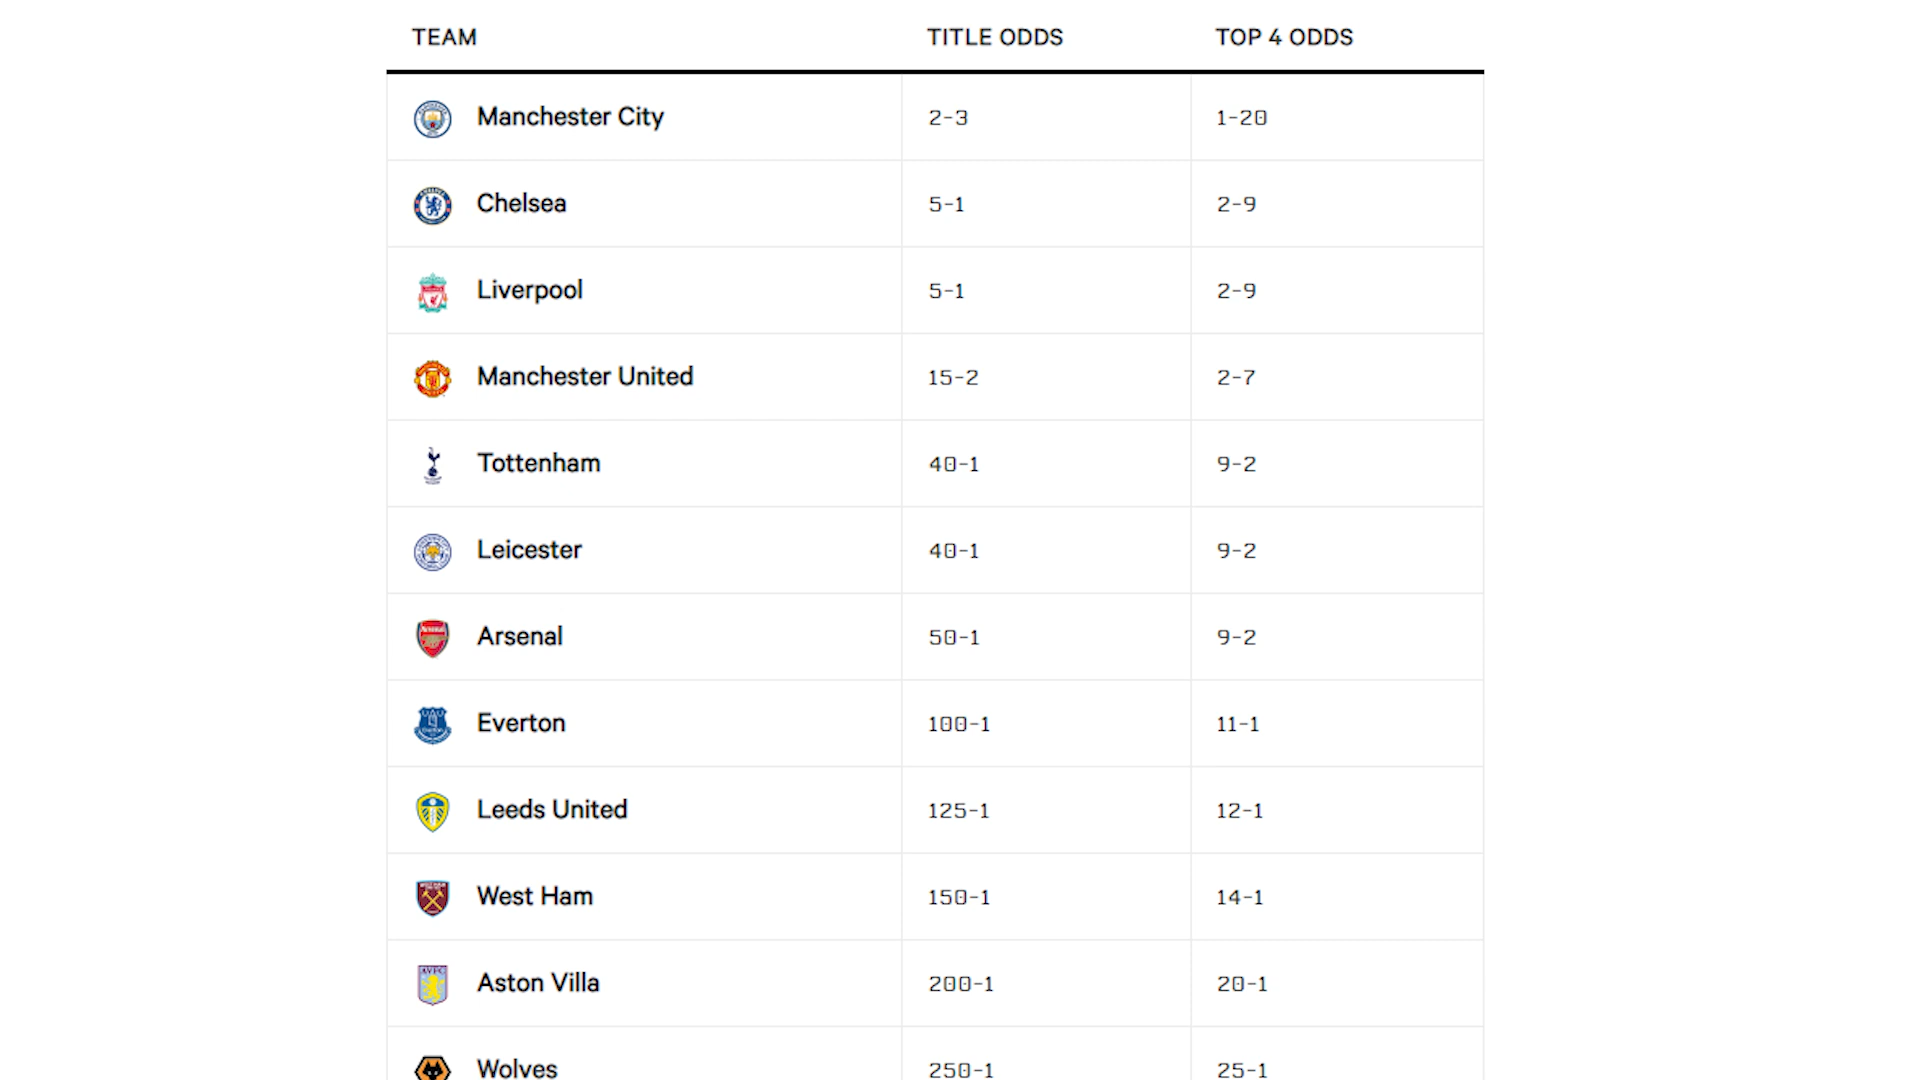 TEAM TITLE ODDS TOP 4 ODDS
Manchester City 2-3 1-20
Chelsea 5-1 2-9
Liverpool 5-1 2-9
Manchester United 15-2 2-7
Tottenham 40-1 9-2
Leicester 40-1 9-2
Arsenal 50-1 9-2
Everton 100-1 11-1
Leeds United 125-1 12-1
West Ham 150-1 14-1
Aston Villa 200-1 20-1
Wolves 250-1 25-1